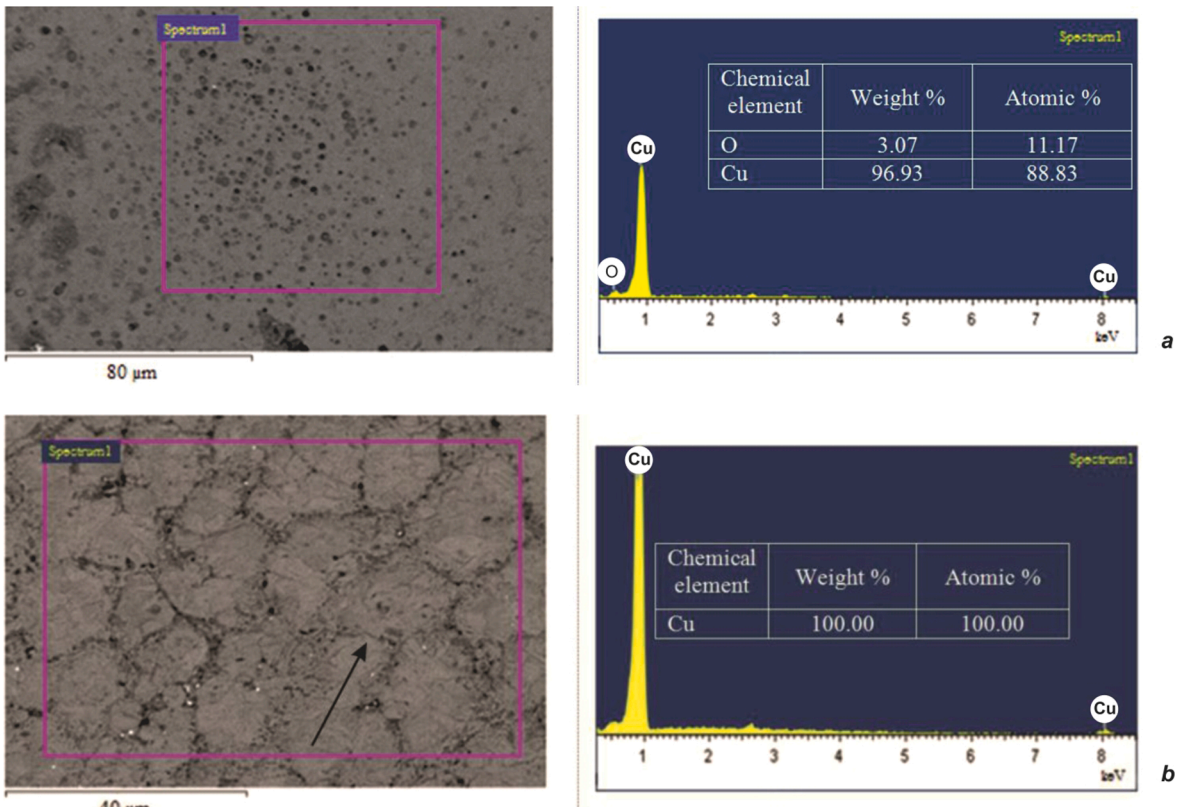 Spectrum1
80 µm
Spectrum1
Chemical element Weight % Atomic %
O 3.07 11.17
Cu 96.93 88.83
Cu
O
Cu
1 2 3 4 5 6 7 8
keV
a
Spectrum1
40 µm
Cu
Spectrum1
Chemical element Weight % Atomic %
Cu 100.00 100.00
Cu
1 2 3 4 5 6 7 8
keV
b